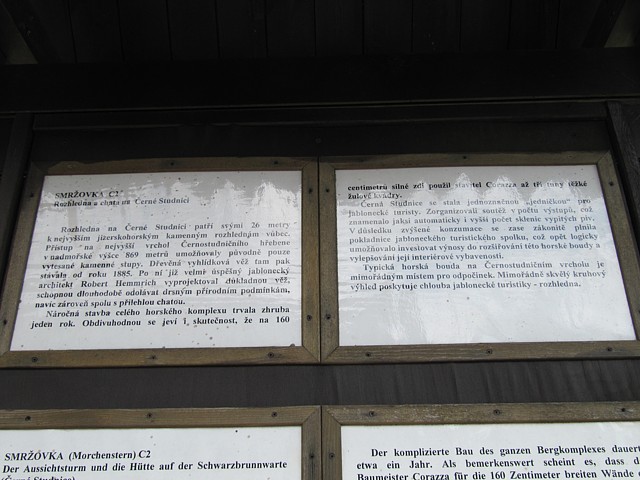 SMRŽOVKA C2
Rozhledna a chata na Černé Studnici
Rozhledna na Černé Studnici patří svými 26 metry
k nejvyšším jizerskohorským kamenným rozhlednám vůbec.
Přístup na nejvyšší vrchol Černostudničního hřebene
v nadmořské výšce 869 metrů umožňovaly původně pouze
vytesané kamenné stupy. Dřevěná vyhlídková věž tam pak
stávala od roku 1885. Po ní již velmi úspěšný jablonecký
architekt Robert Hemmrich vyprojektoval důkladnou věž,
schopnou dlouhodobě odolávat drsným přírodním podmínkám,
navíc zároveň spolu s přilehlou chatou.
Náročná stavba celého horského komplexu trvala zhruba
jeden rok. Obdivuhodnou se jeví i skutečnost, že na 160
centimetrů silné zdi použil stavitel Corazza až tři tuny těžké
žulové kvádry.
Černá Studnice se stala jednoznačnou „jedničkou" pro
jablonecké turisty. Zorganizovali soutěž v počtu výstupů, což
znamenalo jaksi automaticky i vyšší počet sklenic vypitých piv.
V důsledku zvýšené konzumace se zase zákonitě plnila
pokladnice jabloneckého turistického spolku, což opět logicky
umožňovalo investovat výnosy do rozšiřování této horské boudy a
vylepšování její interiérové vybavenosti.
Typická horská bouda na Černostudničním vrcholu je
mimořádným místem pro odpočinek. Mimořádně skvělý kruhový
výhled poskytuje chlouba jablonecké turistiky - rozhledna.
SMRŽOVKA (Morchenstern) C2
Der Aussichtsturm und die Hütte auf der Schwarzbrunnwarte
(Černá Studnice)
Der komplizierte Bau des ganzen Bergkomplexes dauert
etwa ein Jahr. Als bemerkenswert scheint es, dass d
Baumeister Corazza für die 160 Zentimeter breiten Wände